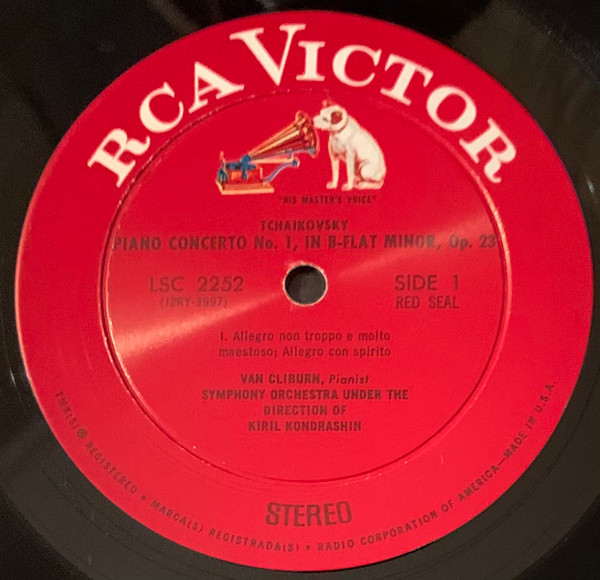 RCA VICTOR
"HIS MASTER'S VOICE"
TCHAIKOVSKY
PIANO CONCERTO No. 1, IN B-FLAT MINOR, Op. 23
LSC 2252
(J2RY-3997)
SIDE 1
RED SEAL
1. Allegro non troppo e molto
maestoso; Allegro con spirito
VAN CLIBURN, Pianist
SYMPHONY ORCHESTRA UNDER THE
DIRECTION OF
KIRIL KONDRASHIN
STEREO
TMK(S) ® REGISTERED • MARCA(S) REGISTRADA(S) • RADIO CORPORATION OF AMERICA—MADE IN U.S.A.